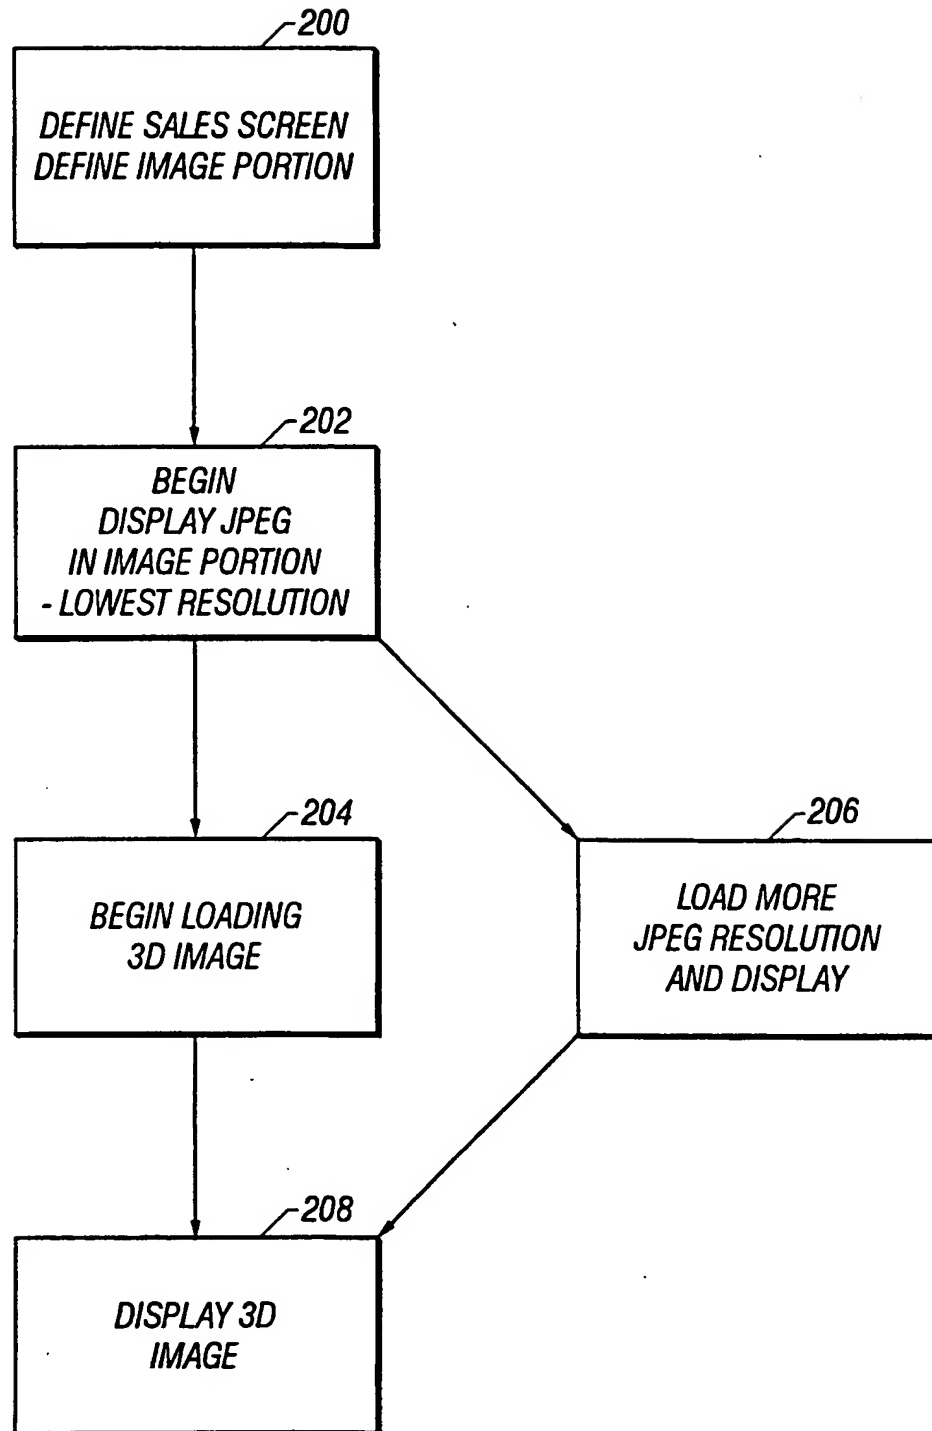 200
DEFINE SALES SCREEN
DEFINE IMAGE PORTION
202
BEGIN
DISPLAY JPEG
IN IMAGE PORTION
- LOWEST RESOLUTION
204
BEGIN LOADING
3D IMAGE
206
LOAD MORE
JPEG RESOLUTION
AND DISPLAY
208
DISPLAY 3D
IMAGE